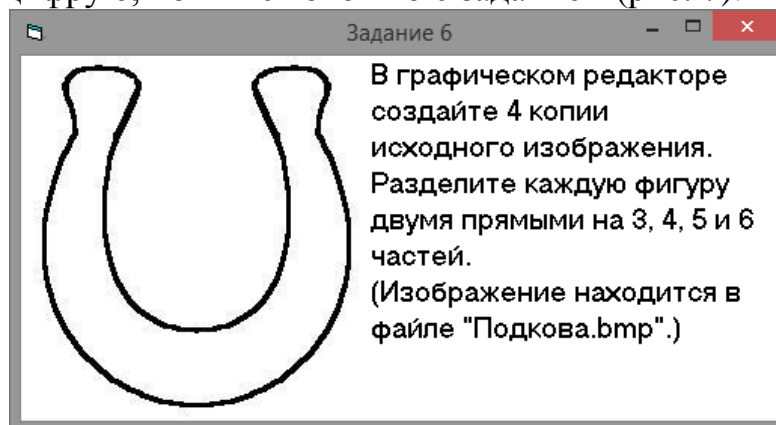 Задание 6
В графическом редакторе
создайте 4 копии
исходного изображения.
Разделите каждую фигуру
двумя прямыми на 3, 4, 5 и 6
частей.
(Изображение находится в
файле "Подкова.bmp".)